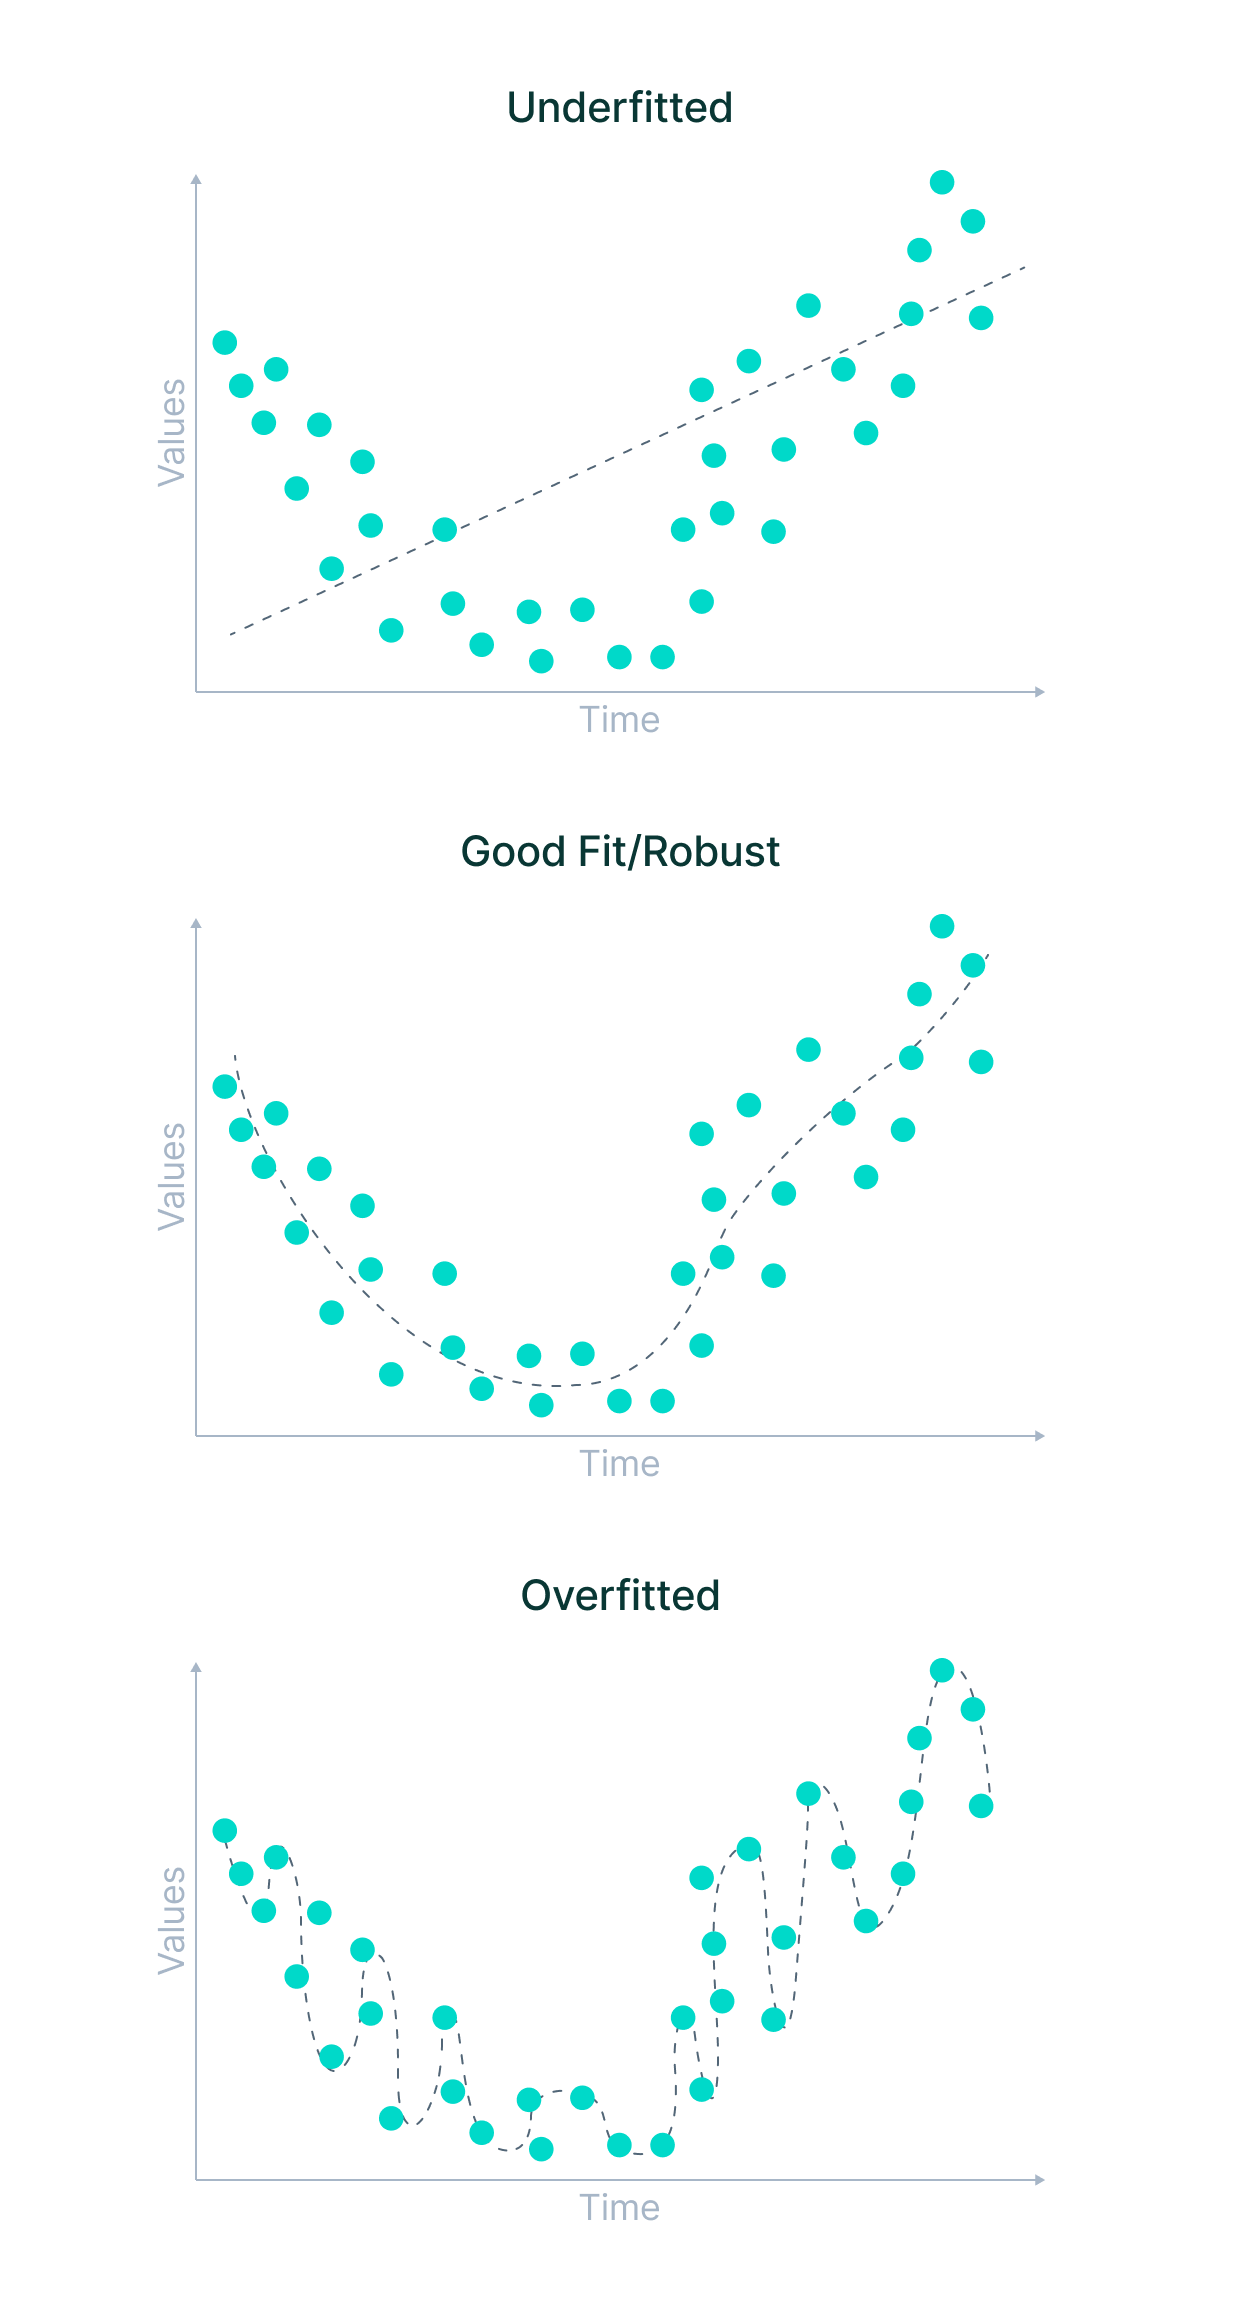 Underfitted
Values
Time
Good Fit/Robust
Values
Time
Overfitted
Values
Time